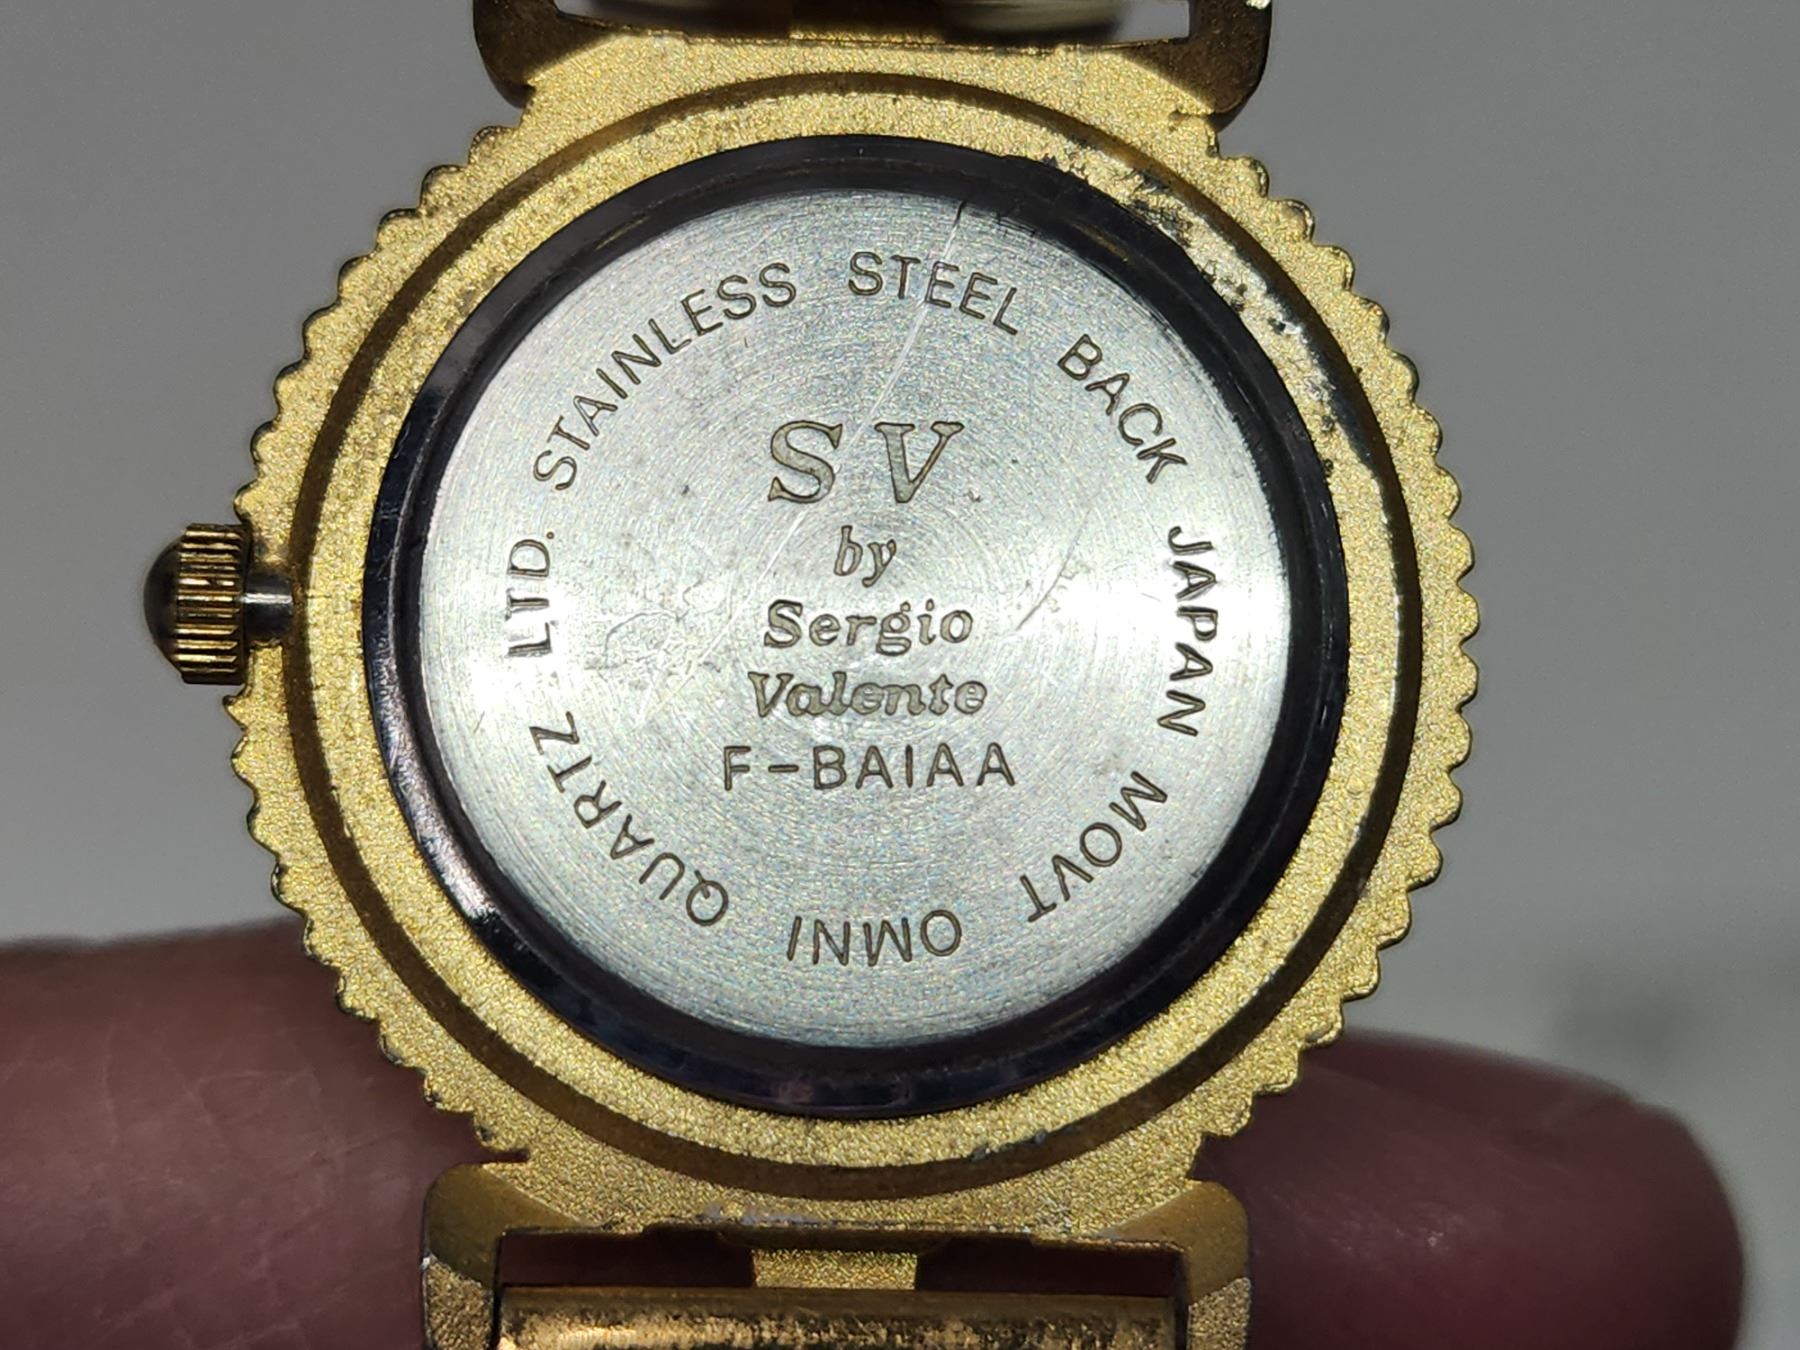 STAINLESS STEEL BACK JAPAN MOVT OMNI QUARTZ LTD.
SV
by
Sergio
Valente
F-BAIAA